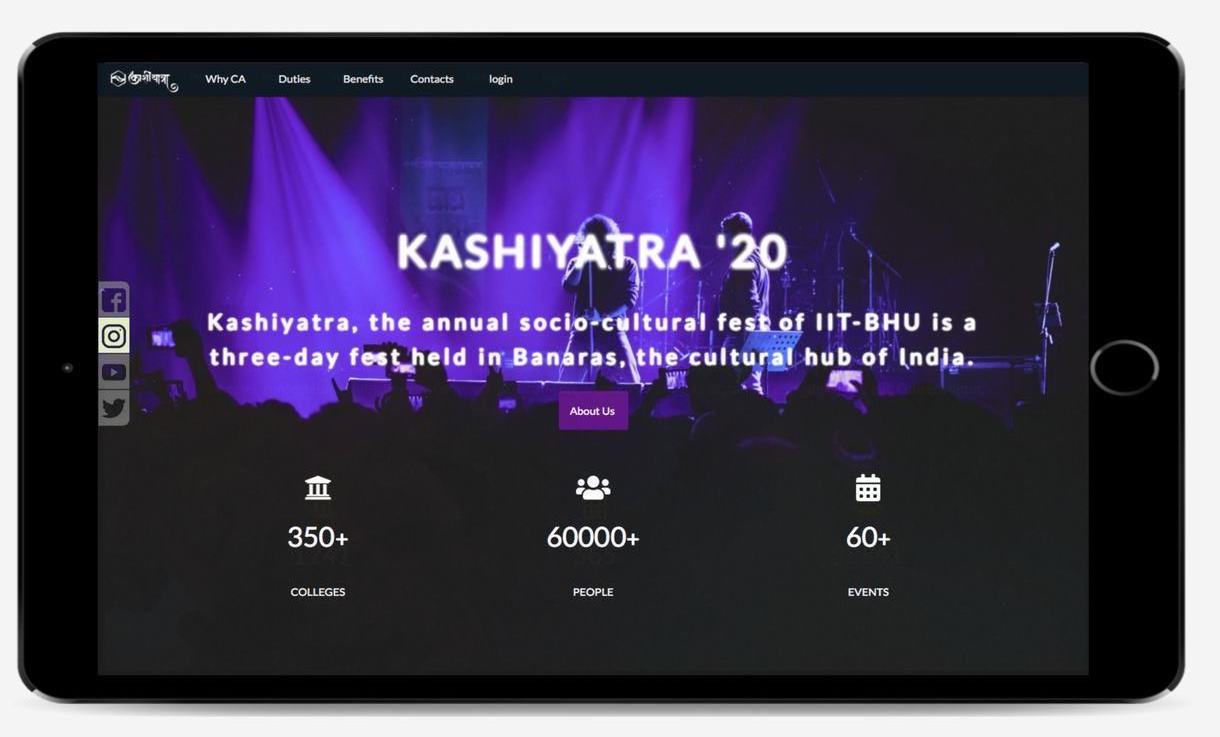 काशीयात्रा Why CA Duties Benefits Contacts login
KASHIYATRA '20
Kashiyatra, the annual socio-cultural fest of IIT-BHU is a
three-day fest held in Banaras, the cultural hub of India.
About Us
350+ 60000+ 60+
COLLEGES PEOPLE EVENTS